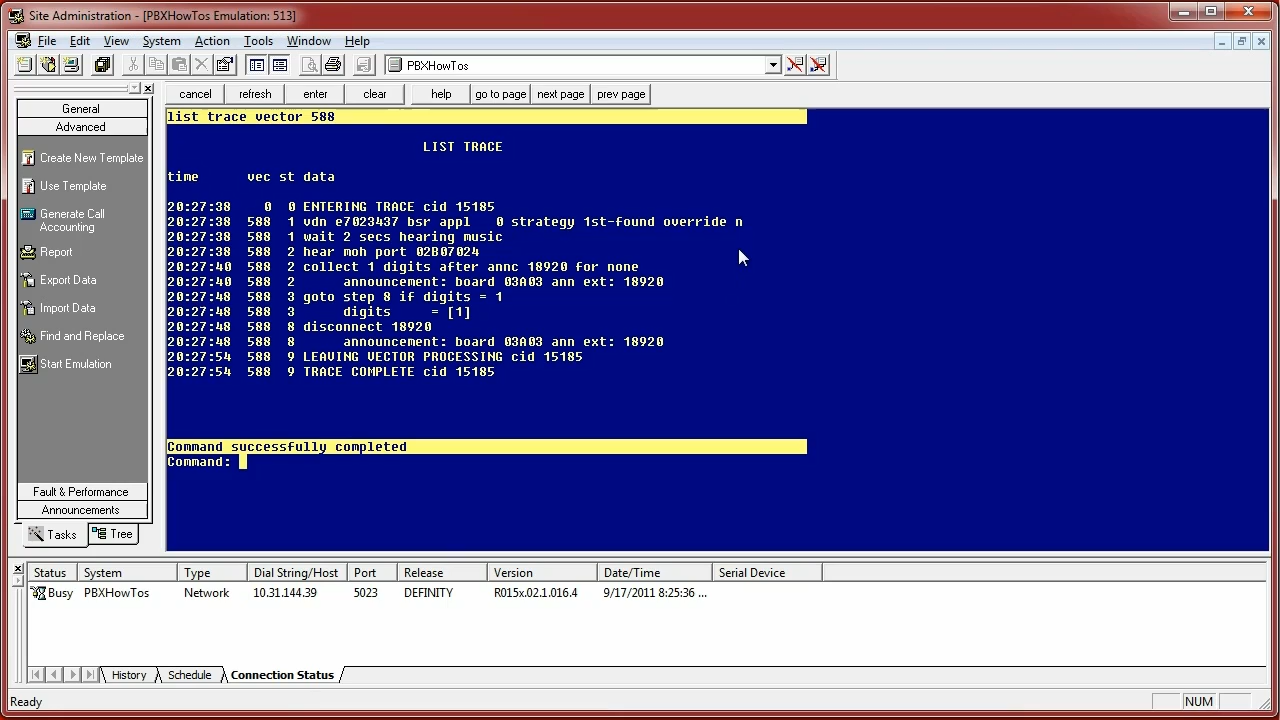 Site Administration - [PBXHowTos Emulation: 513]
File Edit View System Action Tools Window Help
PBXHowTos
cancel refresh enter clear help go to page next page prev page
General
Advanced
Create New Template
Use Template
Generate Call
Accounting
Report
Export Data
Import Data
Find and Replace
Start Emulation
Fault & Performance
Announcements
Tasks Tree
list trace vector 588
LIST TRACE
time vec st data
20:27:38 0 0 ENTERING TRACE cid 15185
20:27:38 588 1 vdn e7023437 bsr appl 0 strategy 1st-found override n
20:27:38 588 1 wait 2 secs hearing music
20:27:38 588 2 hear moh port 02B07024
20:27:40 588 2 collect 1 digits after annc 18920 for none
20:27:40 588 2 announcement: board 03A03 ann ext: 18920
20:27:48 588 3 goto step 8 if digits = 1
20:27:48 588 3 digits = [1]
20:27:48 588 8 disconnect 18920
20:27:48 588 8 announcement: board 03A03 ann ext: 18920
20:27:54 588 9 LEAVING VECTOR PROCESSING cid 15185
20:27:54 588 9 TRACE COMPLETE cid 15185
Command successfully completed
Command:
Status System Type Dial String/Host Port Release Version Date/Time Serial Device
Busy PBXHowTos Network 10.31.144.39 5023 DEFINITY R015x.02.1.016.4 9/17/2011 8:25:36 ...
History Schedule Connection Status
Ready NUM